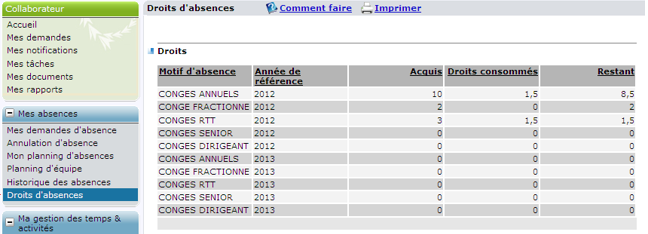 Collaborateur
Accueil
Mes demandes
Mes notifications
Mes tâches
Mes documents
Mes rapports
Mes absences
Mes demandes d'absence
Annulation d'absence
Mon planning d'absences
Planning d'équipe
Historique des absences
Droits d'absences
Ma gestion des temps &
activités
Droits d'absences Comment faire Imprimer
Droits
Motif d'absence Année de référence Acquis Droits consommés Restant
CONGES ANNUELS 2012 10 1,5 8,5
CONGE FRACTIONNE 2012 2 0 2
CONGES RTT 2012 3 1,5 1,5
CONGES SENIOR 2012 0 0 0
CONGES DIRIGEANT 2012 0 0 0
CONGES ANNUELS 2013 0 0 0
CONGE FRACTIONNE 2013 0 0 0
CONGES RTT 2013 0 0 0
CONGES SENIOR 2013 0 0 0
CONGES DIRIGEANT 2013 0 0 0